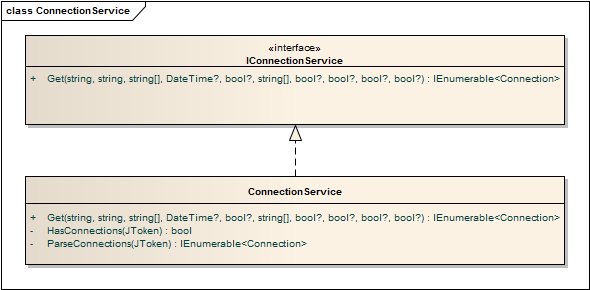 class ConnectionService
«interface»
IConnectionService
+ Get(string, string, string[], DateTime?, bool?, string[], bool?, bool?, bool?, bool?) : IEnumerable<Connection>
ConnectionService
+ Get(string, string, string[], DateTime?, bool?, string[], bool?, bool?, bool?, bool?) : IEnumerable<Connection>
- HasConnections(JToken) : bool
- ParseConnections(JToken) : IEnumerable<Connection>